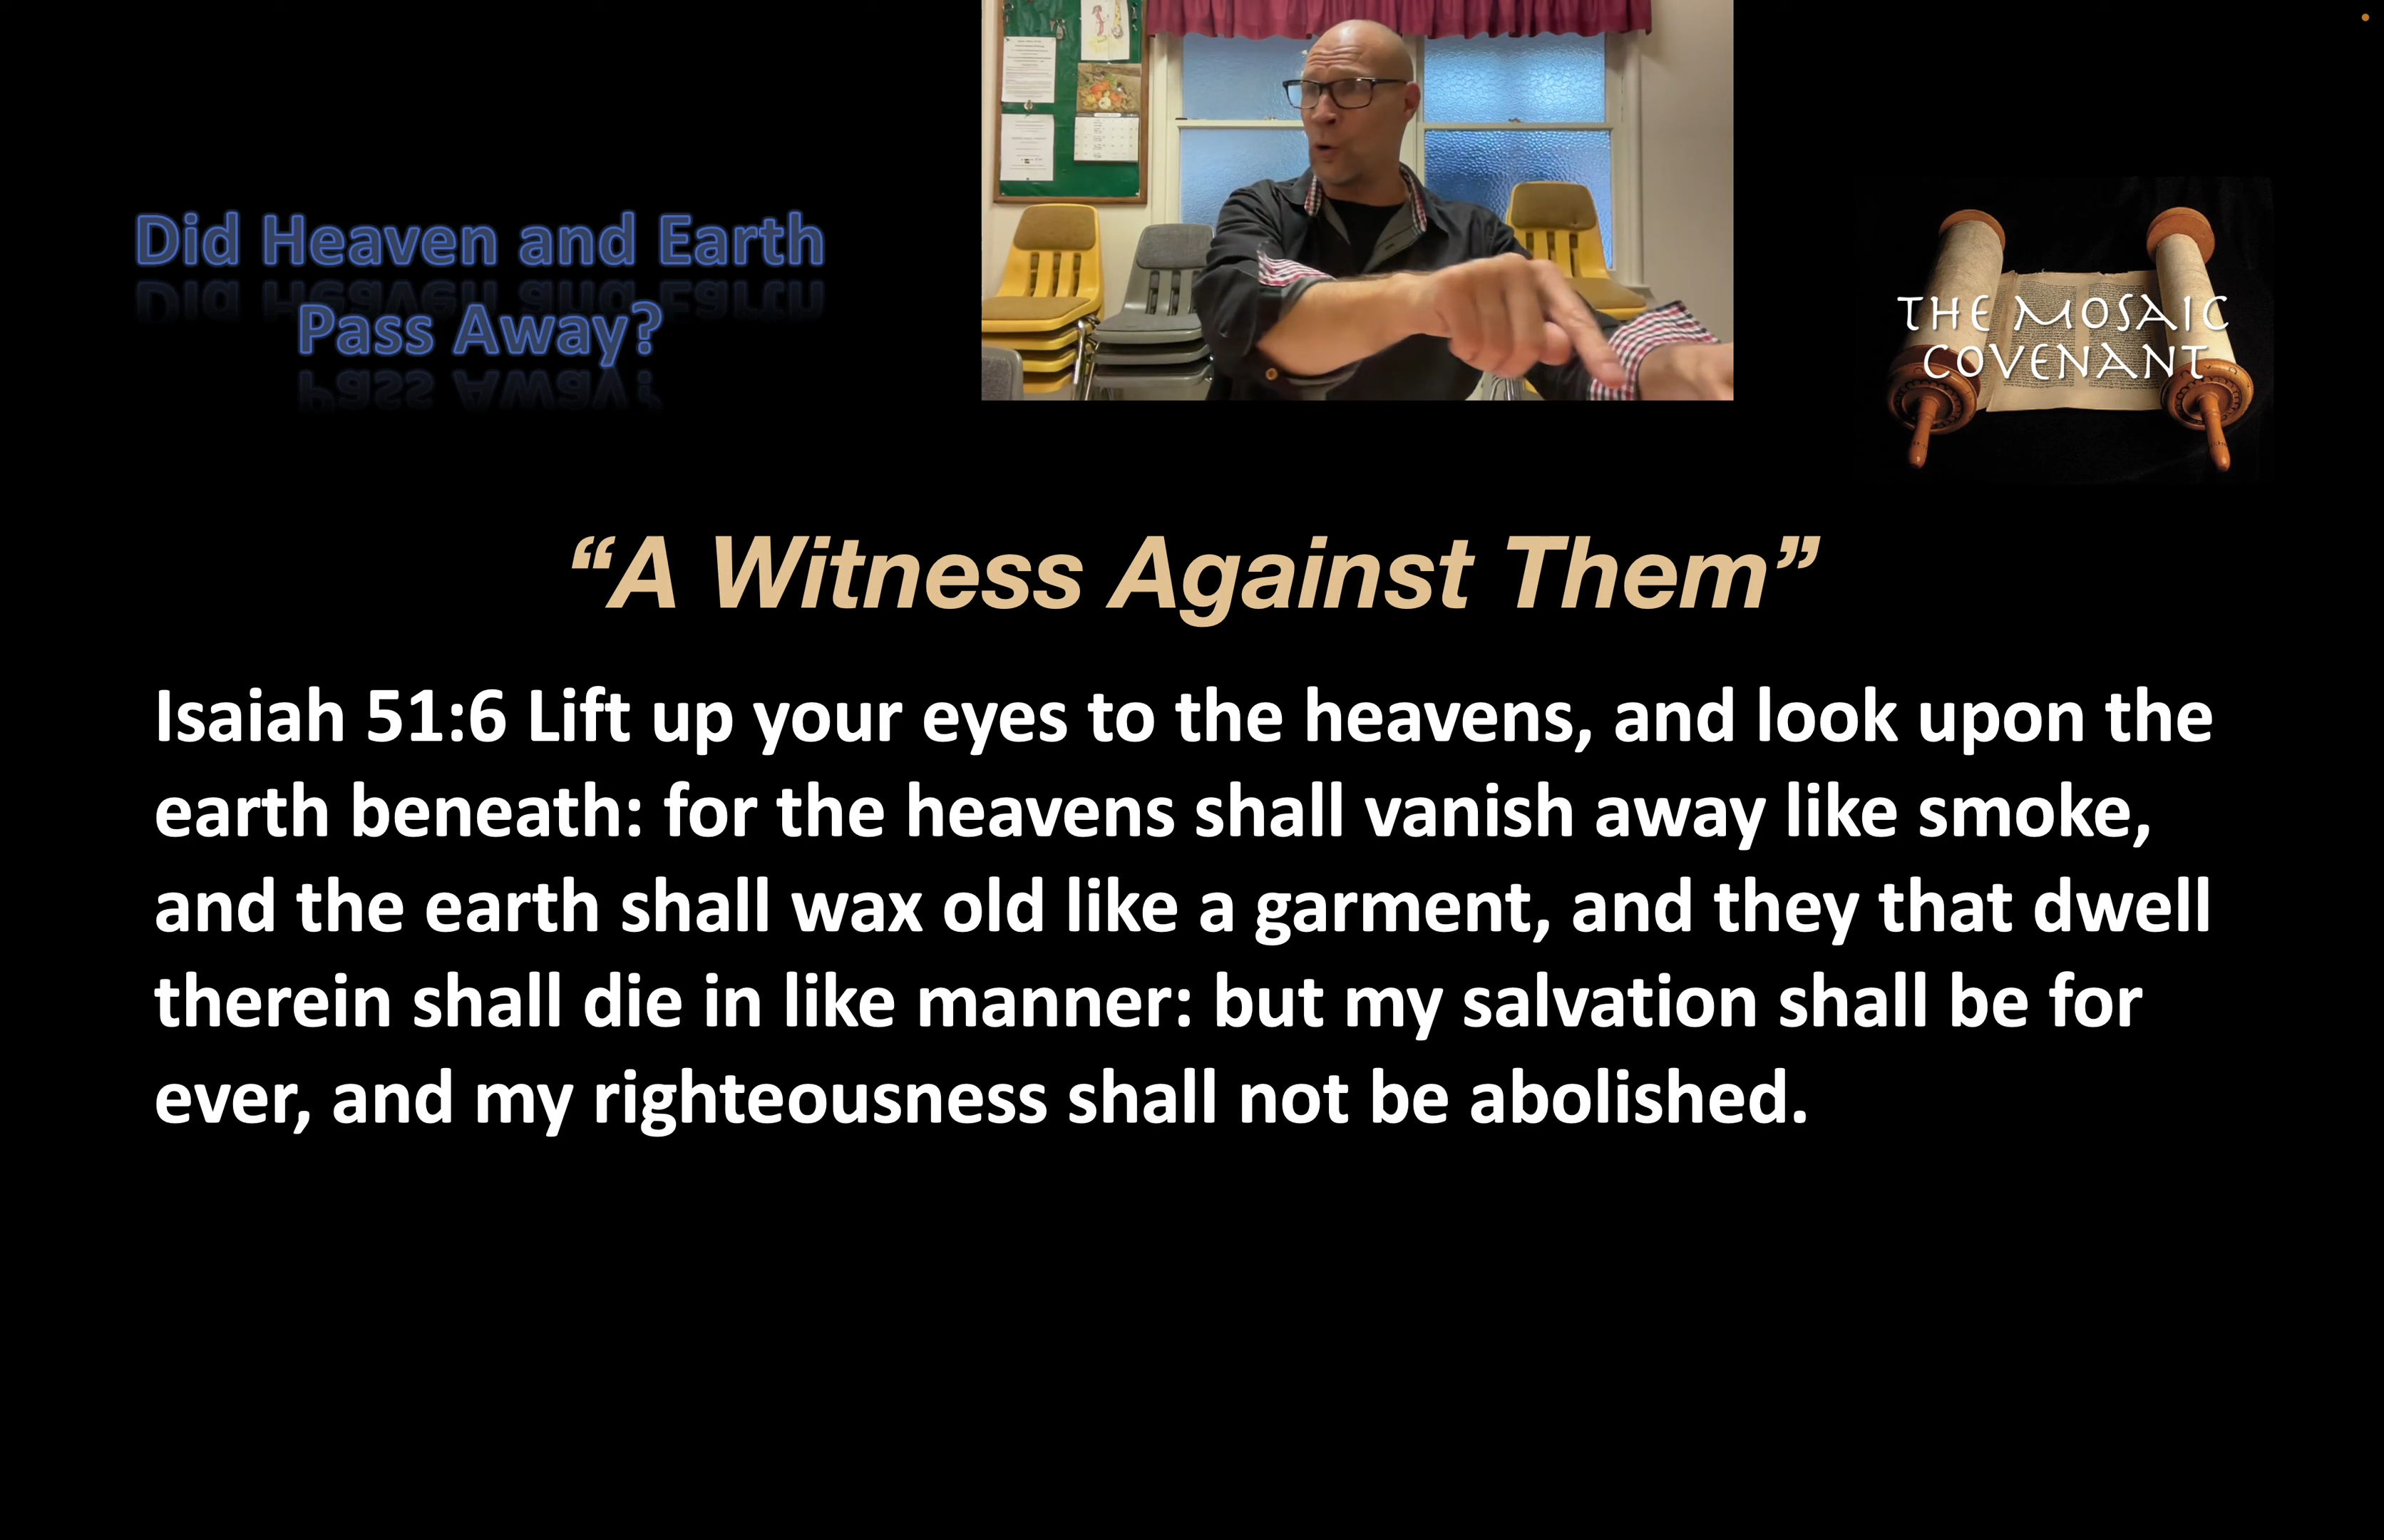 Did Heaven and Earth
Pass Away?
THE MOSAIC
COVENANT
“A Witness Against Them”
Isaiah 51:6 Lift up your eyes to the heavens, and look upon the
earth beneath: for the heavens shall vanish away like smoke,
and the earth shall wax old like a garment, and they that dwell
therein shall die in like manner: but my salvation shall be for
ever, and my righteousness shall not be abolished.